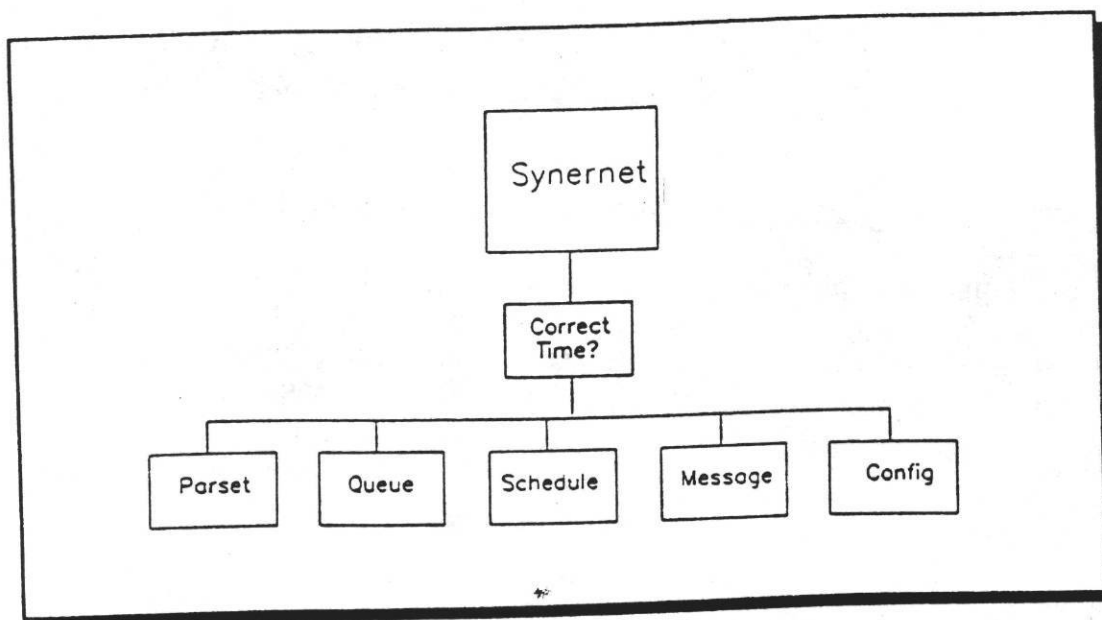 Synernet
Correct
Time?
Parset
Queue
Schedule
Message
Config